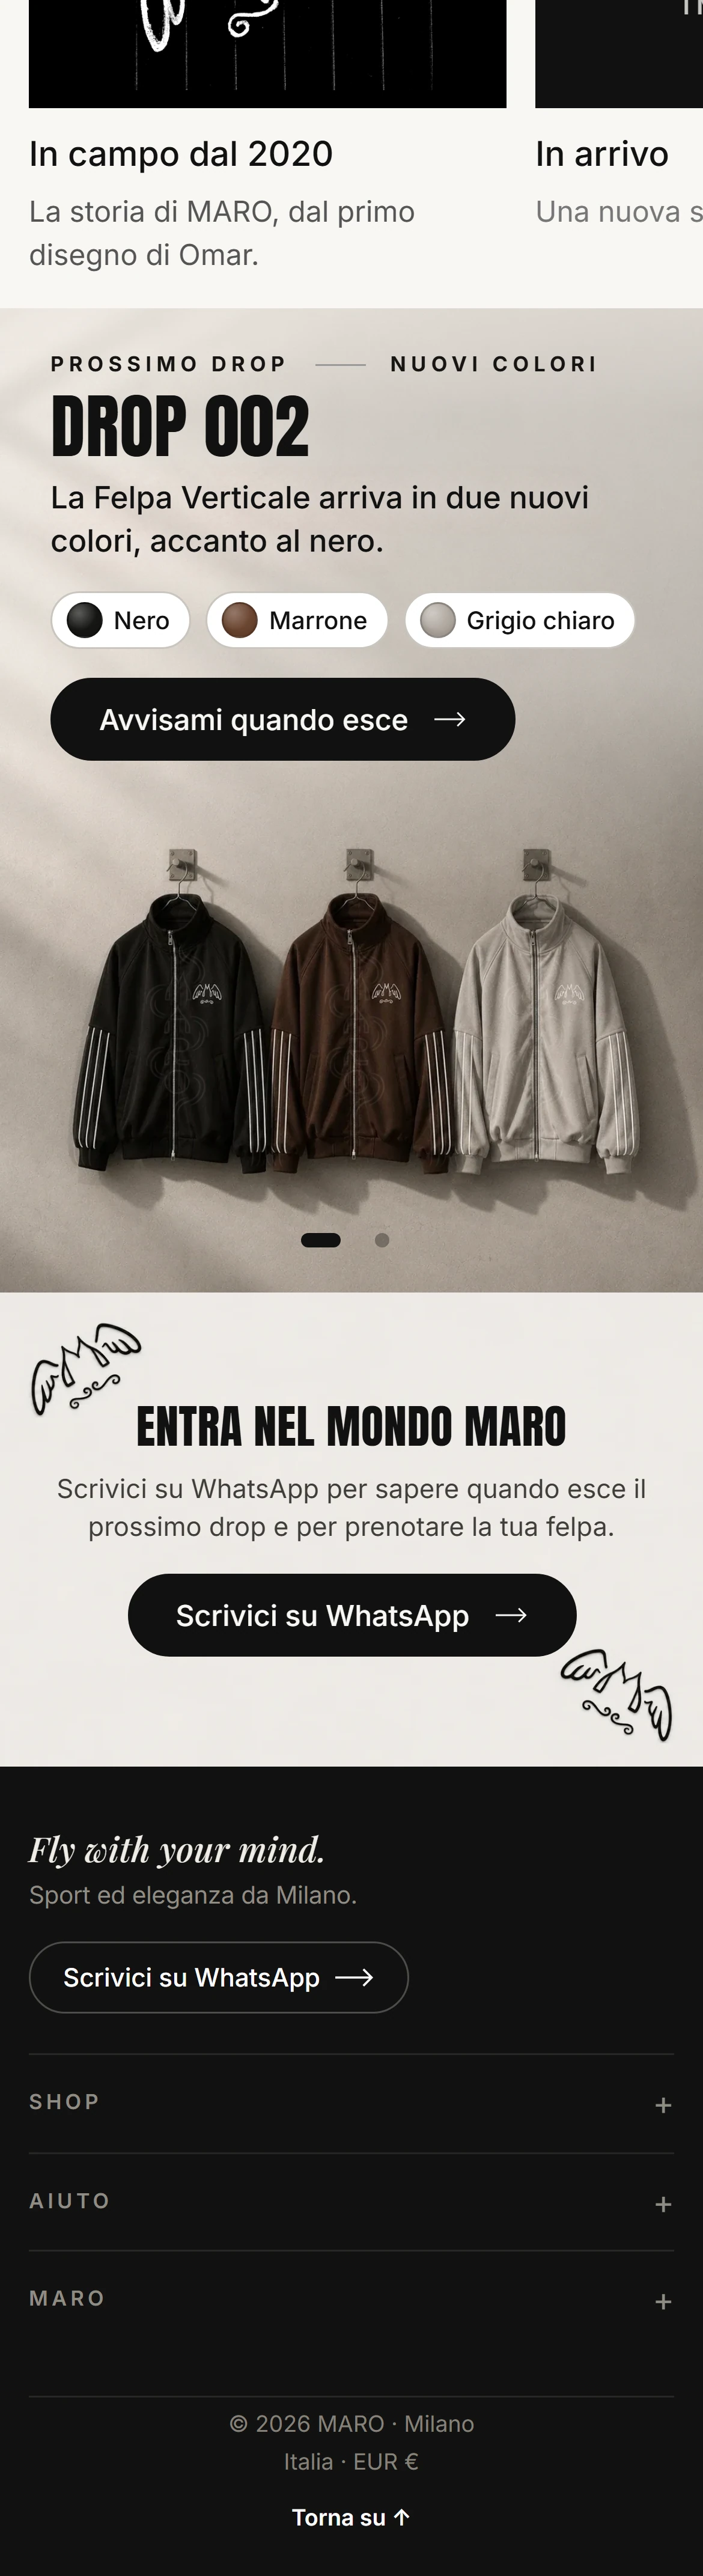 In campo dal 2020
La storia di MARO, dal primo
disegno di Omar.
In arrivo
Una nuova
PROSSIMO DROP
NUOVI COLORI
DROP 002
La Felpa Verticale arriva in due nuovi
colori, accanto al nero.
Nero
Marrone
Grigio chiaro
Avvisami quando esce →
ENTRA NEL MONDO MARO
Scrivici su WhatsApp per sapere quando esce il
prossimo drop e per prenotare la tua felpa.
Scrivici su WhatsApp →
Fly with your mind.
Sport ed eleganza da Milano.
Scrivici su WhatsApp →
SHOP +
AIUTO +
MARO +
© 2026 MARO · Milano
Italia · EUR €
Torna su ↑